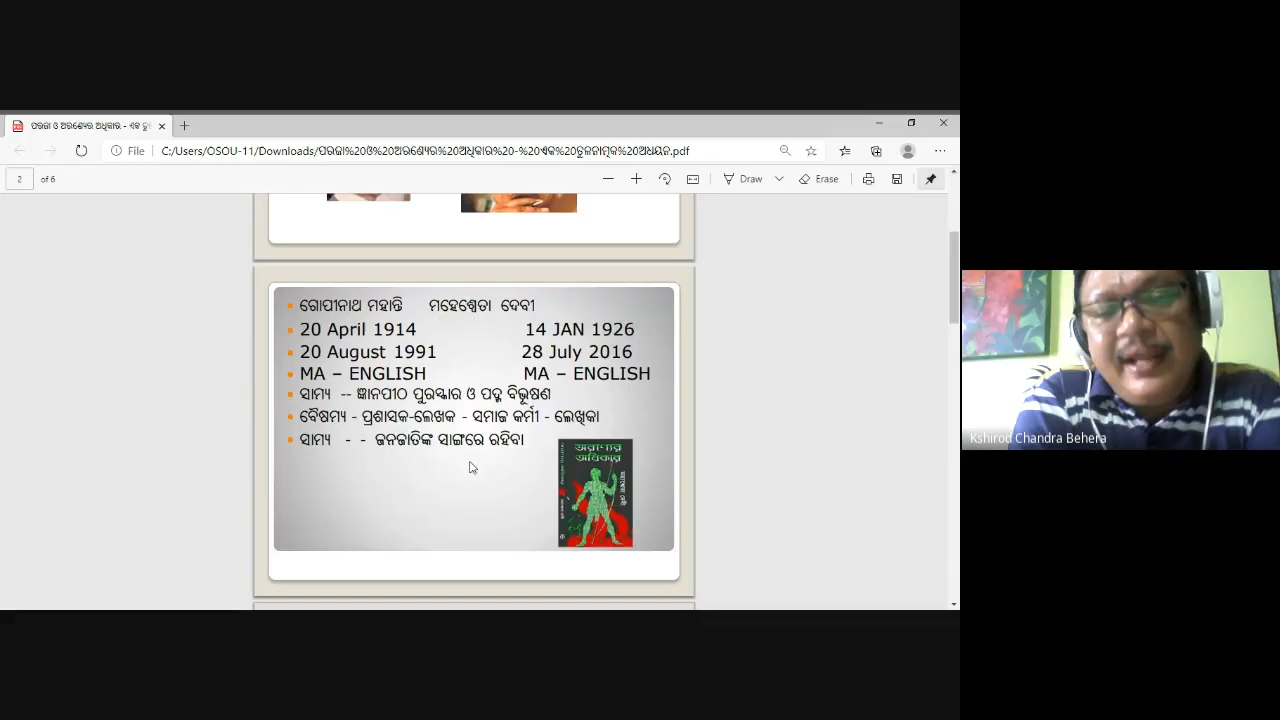 ପରଜା ଓ ଅରଣ୍ୟେର ଅଧିକାର - ଏକ ତୁ
File C:/Users/OSOU-11/Downloads/ପରଜା%20ଓ%20ଅରଣ୍ୟେର%20ଅଧିକାର%20-%20ଏକ%20ତୁଳନାତ୍ମକ%20ଅଧୟନ.pdf
2 of 6 Draw Erase
ଗୋପୀନାଥ ମହାନ୍ତି ମହେଶ୍ୱେତା ଦେବୀ
20 April 1914 14 JAN 1926
20 August 1991 28 July 2016
MA – ENGLISH MA – ENGLISH
ସାମ୍ୟ -- ଜ୍ଞାନପୀଠ ପୁରସ୍କାର ଓ ପଦ୍ମ ବିଭୂଷଣ
ବୈଷମ୍ୟ - ପ୍ରଶାସକ-ଲେଖକ - ସମାଜ କର୍ମୀ - ଲେଖିକା
ସାମ୍ୟ - - ଜନଜାତିଙ୍କ ସାଙ୍ଗରେ ରହିବା
অরণ্যের
অধিকার
Kshirod Chandra Behera